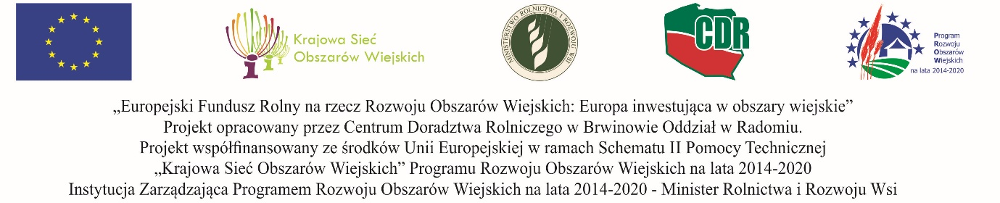 Krajowa Sieć
Obszarów Wiejskich
MINISTERSTWO ROLNICTWA I ROZWOJU WSI
CDR
Program
Rozwoju
Obszarów
Wiejskich
na lata 2014-2020
„Europejski Fundusz Rolny na rzecz Rozwoju Obszarów Wiejskich: Europa inwestująca w obszary wiejskie”
Projekt opracowany przez Centrum Doradztwa Rolniczego w Brwinowie Oddział w Radomiu.
Projekt współfinansowany ze środków Unii Europejskiej w ramach Schematu II Pomocy Technicznej
„Krajowa Sieć Obszarów Wiejskich” Programu Rozwoju Obszarów Wiejskich na lata 2014-2020
Instytucja Zarządzająca Programem Rozwoju Obszarów Wiejskich na lata 2014-2020 - Minister Rolnictwa i Rozwoju Wsi